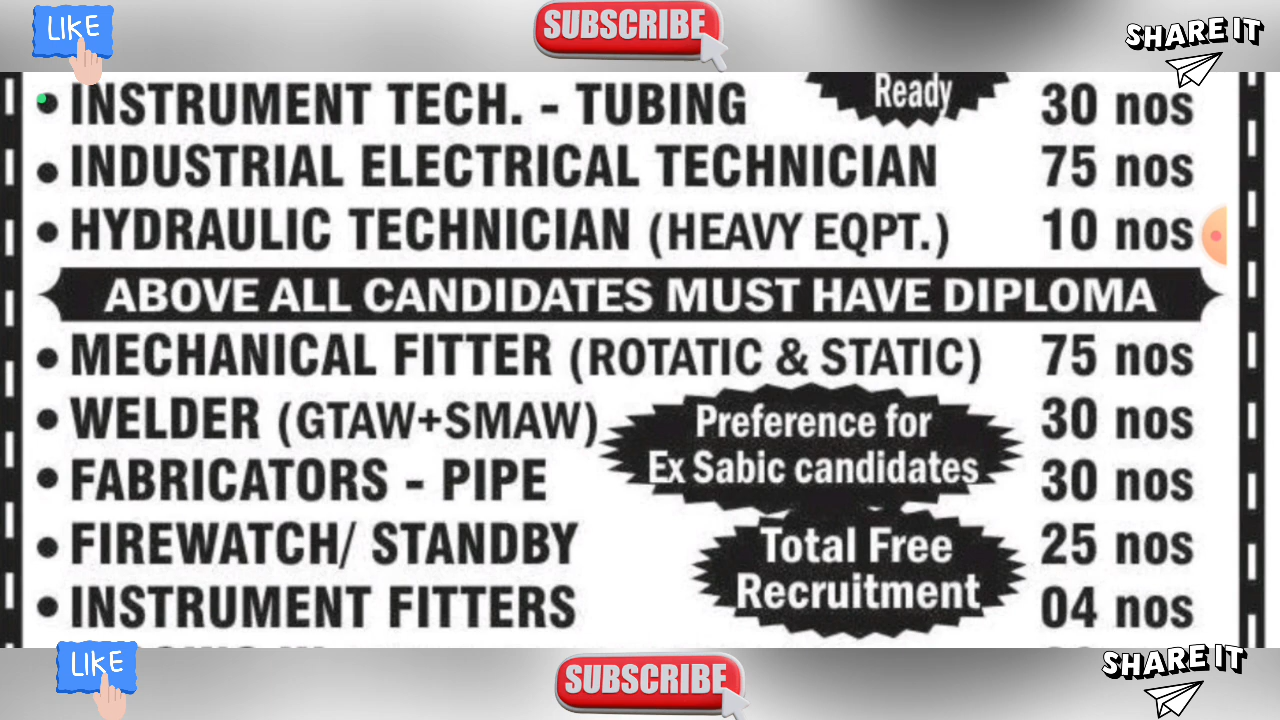 LIKE
SUBSCRIBE
SHARE IT
Ready
• INSTRUMENT TECH. - TUBING 30 nos
• INDUSTRIAL ELECTRICAL TECHNICIAN 75 nos
• HYDRAULIC TECHNICIAN (HEAVY EQPT.) 10 nos
ABOVE ALL CANDIDATES MUST HAVE DIPLOMA
• MECHANICAL FITTER (ROTATIC & STATIC) 75 nos
• WELDER (GTAW+SMAW) 30 nos
Preference for
Ex Sabic candidates
• FABRICATORS - PIPE 30 nos
• FIREWATCH/ STANDBY 25 nos
Total Free
Recruitment
• INSTRUMENT FITTERS 04 nos
LIKE
SUBSCRIBE
SHARE IT